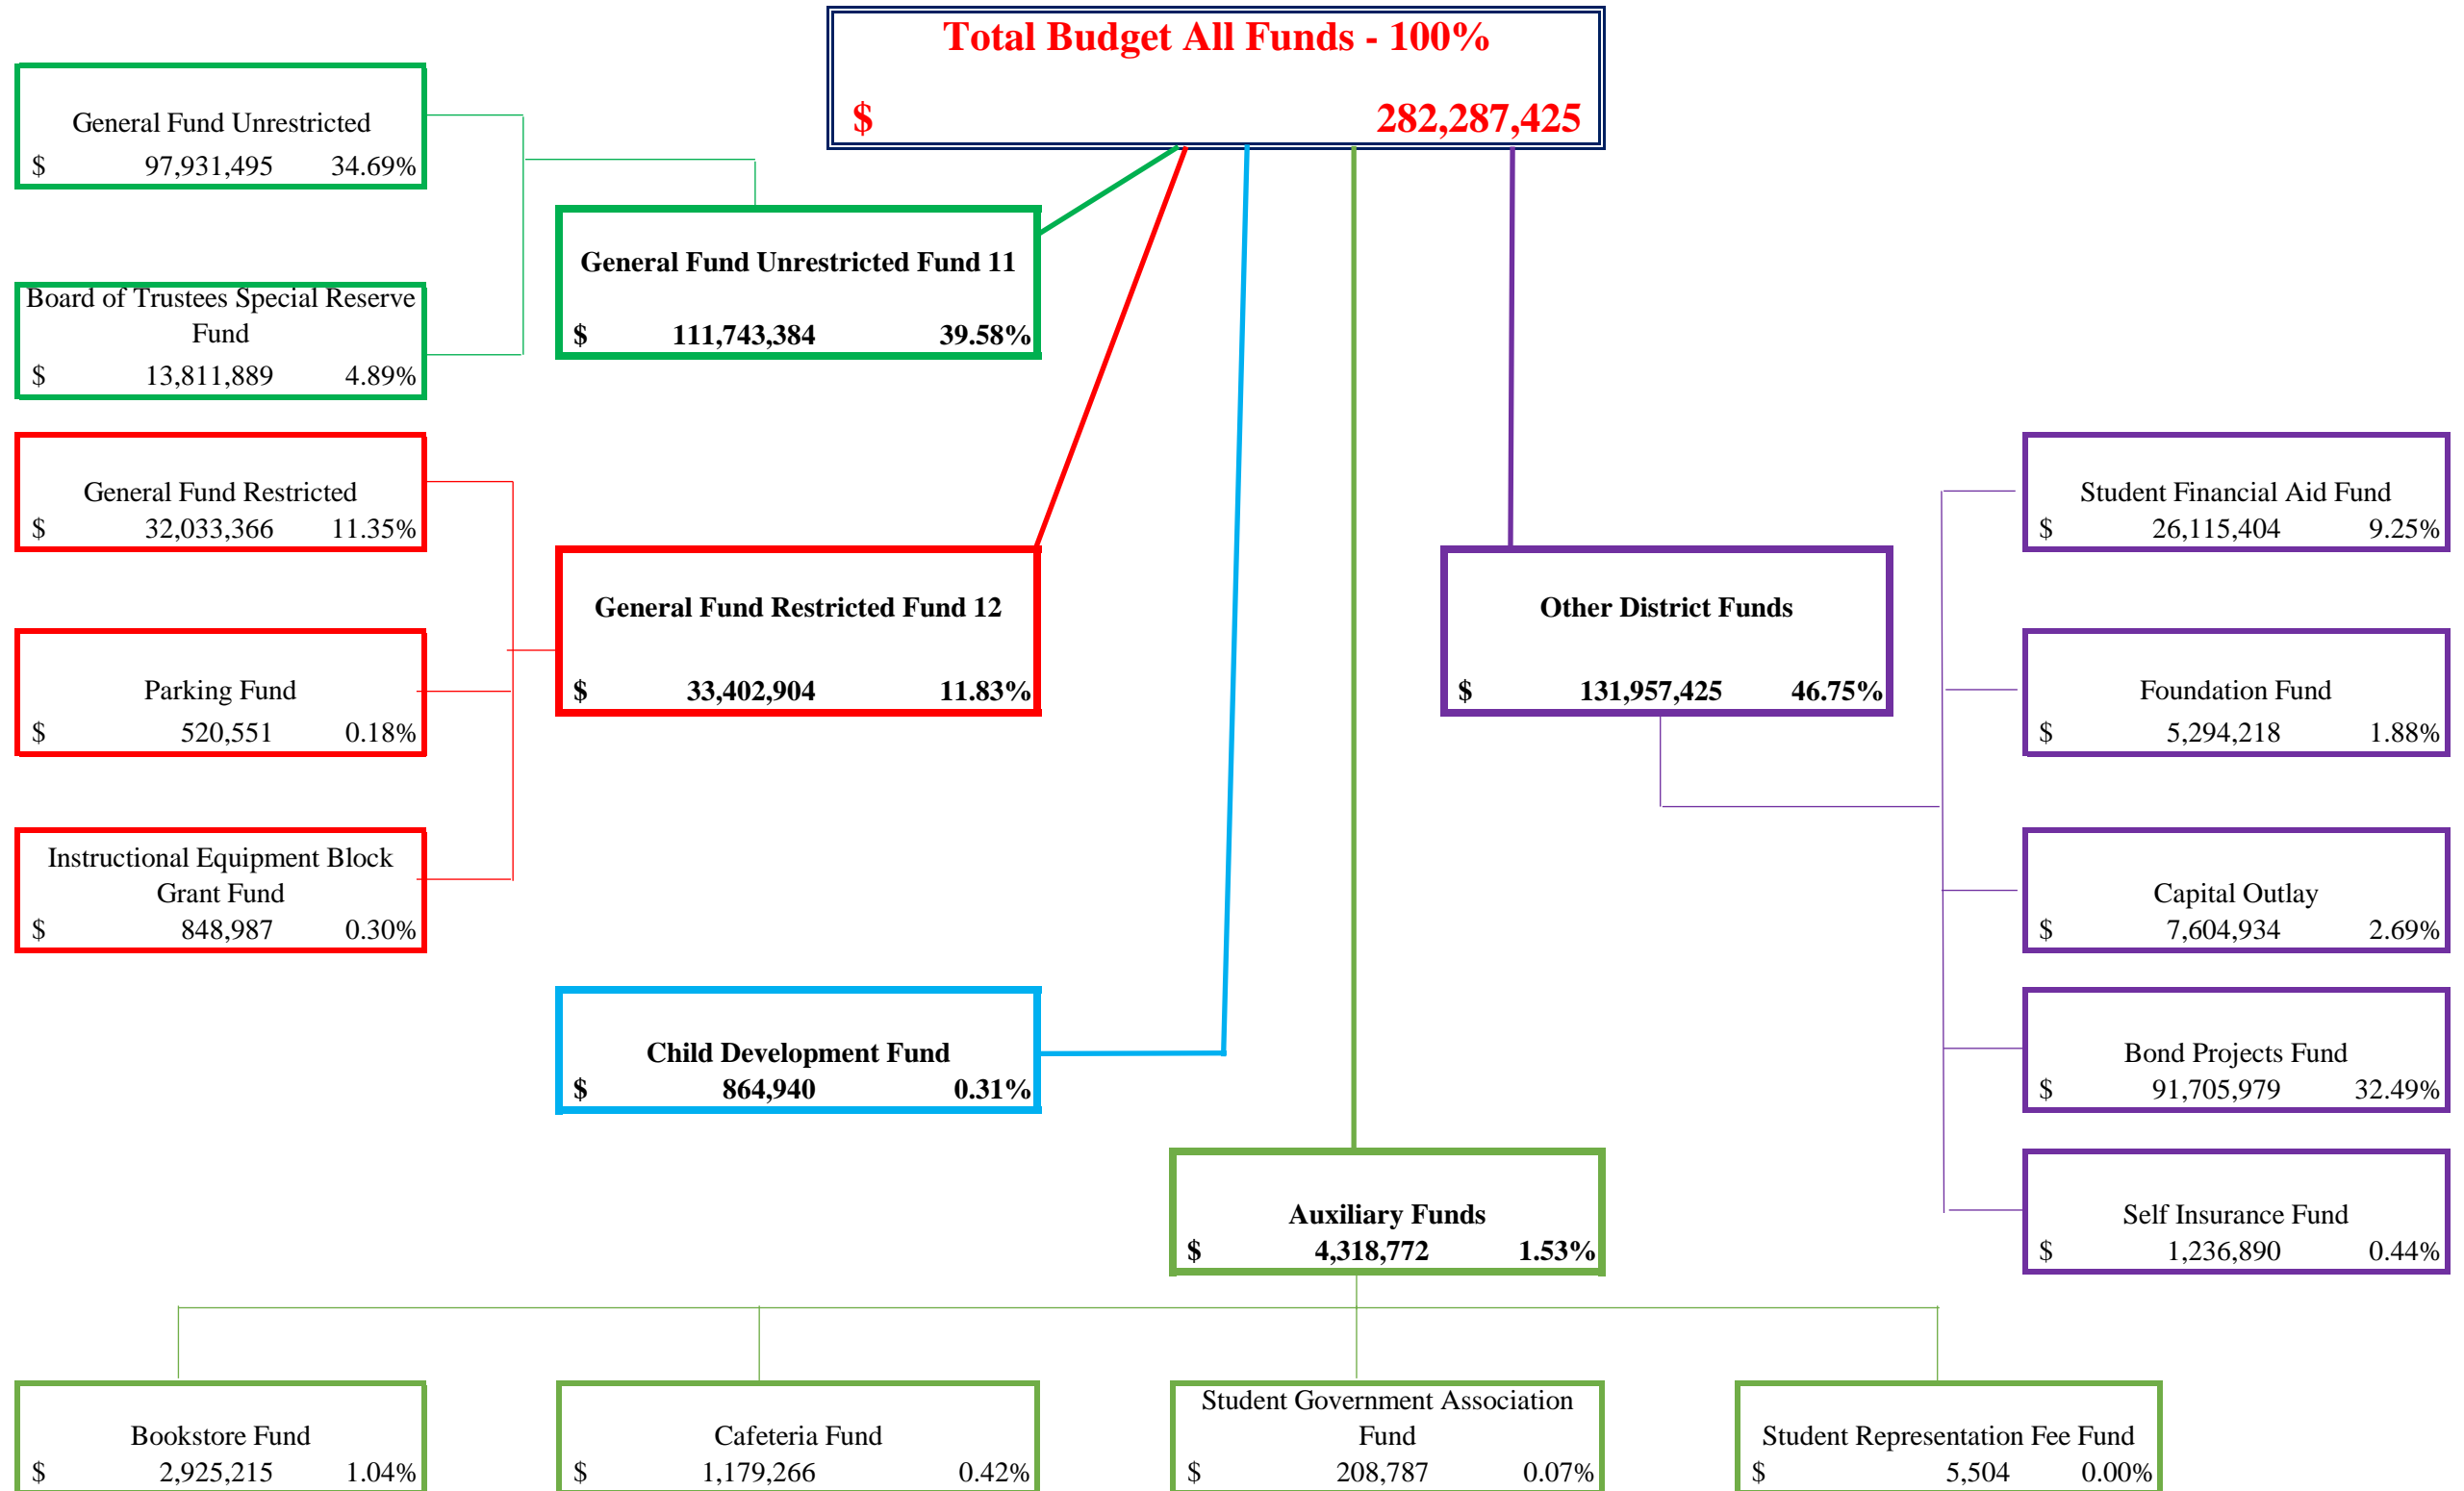 Total Budget All Funds - 100%
$ 282,287,425
General Fund Unrestricted
$ 97,931,495 34.69%
General Fund Unrestricted Fund 11
$ 111,743,384 39.58%
Board of Trustees Special Reserve
Fund
$ 13,811,889 4.89%
General Fund Restricted
$ 32,033,366 11.35%
General Fund Restricted Fund 12
$ 33,402,904 11.83%
Parking Fund
$ 520,551 0.18%
Instructional Equipment Block
Grant Fund
$ 848,987 0.30%
Other District Funds
$ 131,957,425 46.75%
Student Financial Aid Fund
$ 26,115,404 9.25%
Foundation Fund
$ 5,294,218 1.88%
Capital Outlay
$ 7,604,934 2.69%
Bond Projects Fund
$ 91,705,979 32.49%
Self Insurance Fund
$ 1,236,890 0.44%
Child Development Fund
$ 864,940 0.31%
Auxiliary Funds
$ 4,318,772 1.53%
Bookstore Fund
$ 2,925,215 1.04%
Cafeteria Fund
$ 1,179,266 0.42%
Student Government Association
Fund
$ 208,787 0.07%
Student Representation Fee Fund
$ 5,504 0.00%